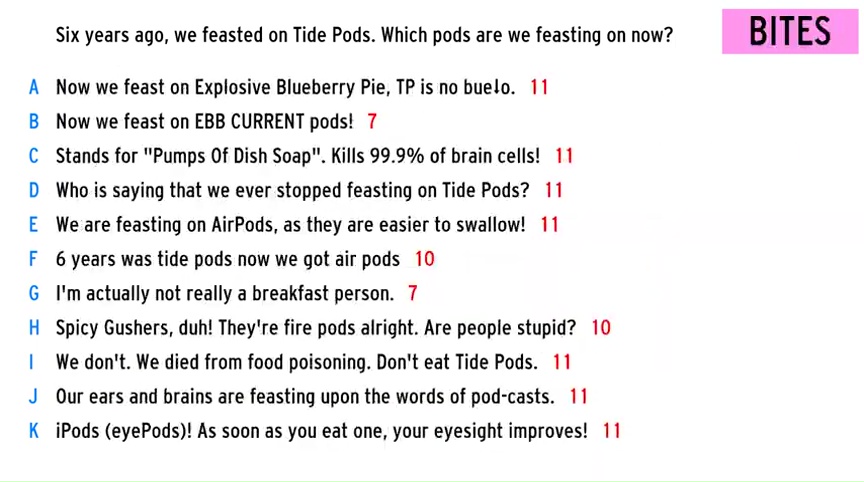 Six years ago, we feasted on Tide Pods. Which pods are we feasting on now?
BITES
A Now we feast on Explosive Blueberry Pie, TP is no bueɫo. 11
B Now we feast on EBB CURRENT pods! 7
C Stands for "Pumps Of Dish Soap". Kills 99.9% of brain cells! 11
D Who is saying that we ever stopped feasting on Tide Pods? 11
E We are feasting on AirPods, as they are easier to swallow! 11
F 6 years was tide pods now we got air pods 10
G I'm actually not really a breakfast person. 7
H Spicy Gushers, duh! They're fire pods alright. Are people stupid? 10
I We don't. We died from food poisoning. Don't eat Tide Pods. 11
J Our ears and brains are feasting upon the words of pod-casts. 11
K iPods (eyePods)! As soon as you eat one, your eyesight improves! 11